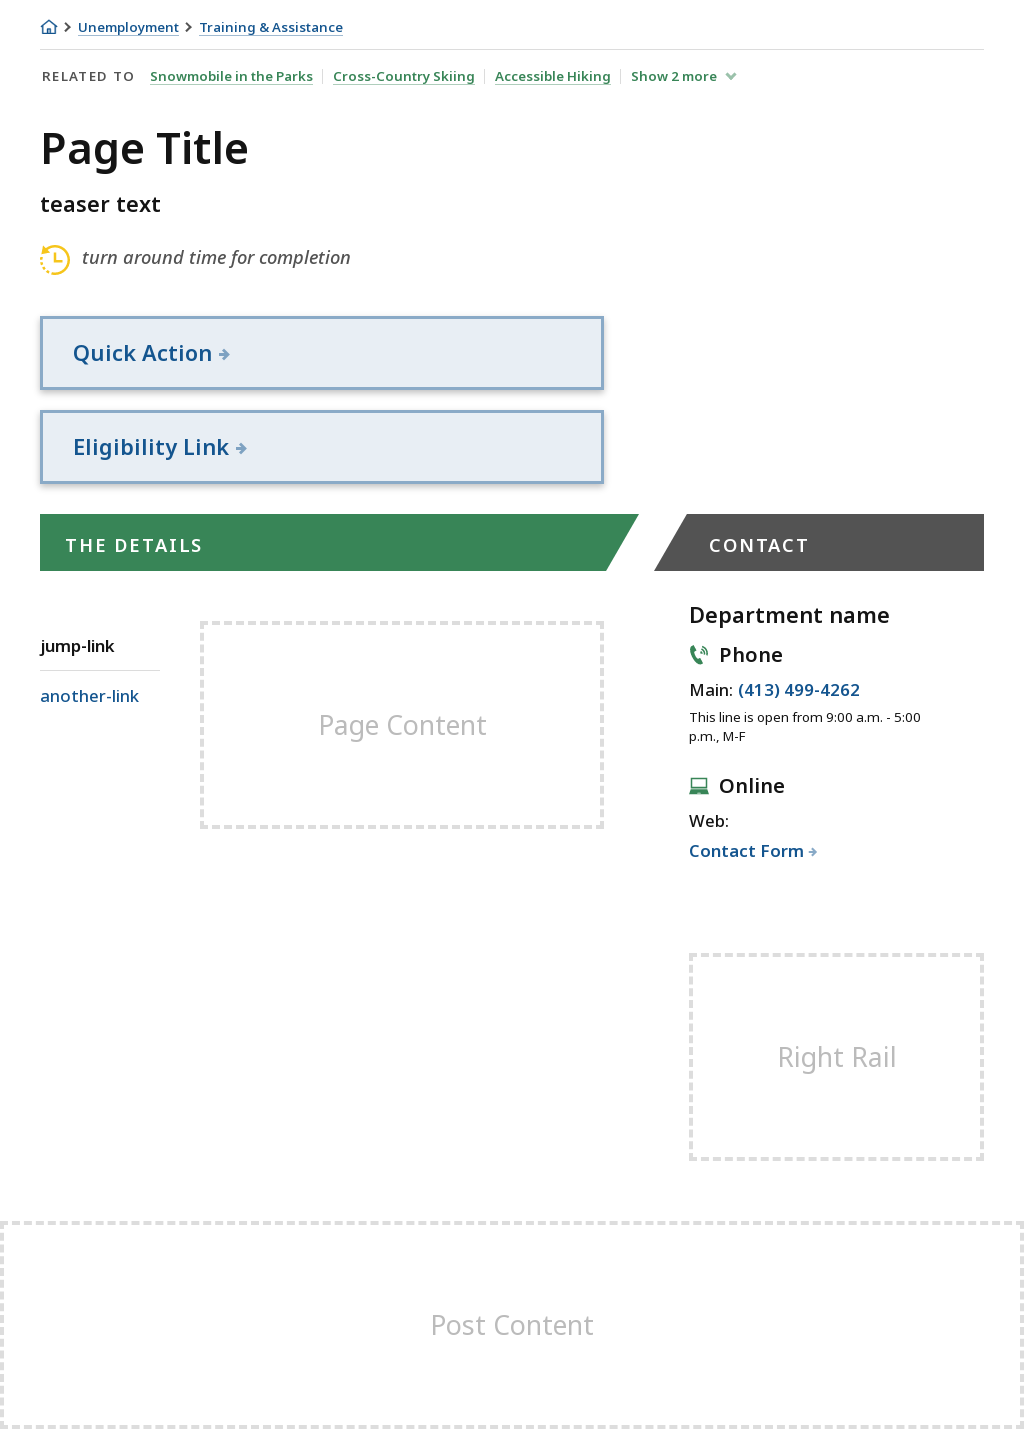 Unemployment Training & Assistance
RELATED TO Snowmobile in the Parks Cross-Country Skiing Accessible Hiking Show 2 more
Page Title
teaser text
turn around time for completion
Quick Action
Eligibility Link
THE DETAILS
jump-link
another-link
Page Content
CONTACT
Department name
Phone
Main: (413) 499-4262
This line is open from 9:00 a.m. - 5:00
p.m., M-F
Online
Web:
Contact Form
Right Rail
Post Content